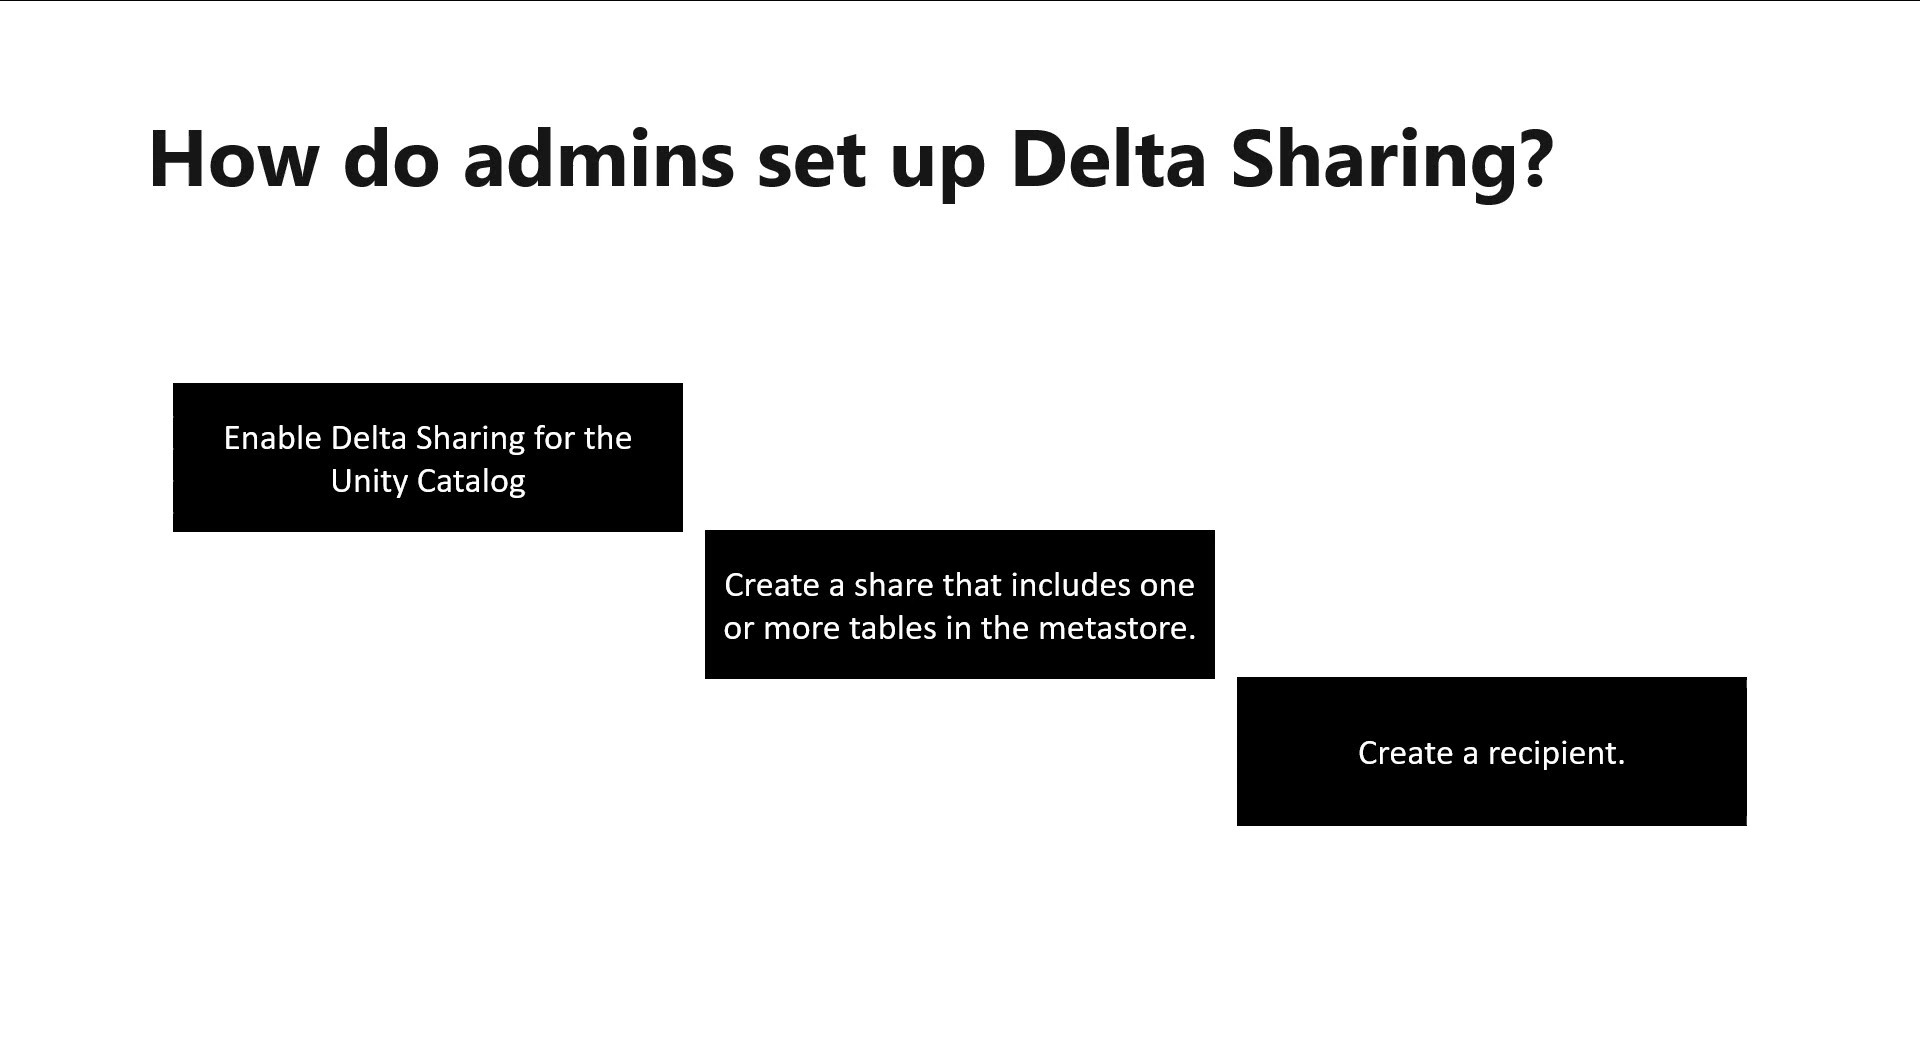 How do admins set up Delta Sharing?
Enable Delta Sharing for the
Unity Catalog
Create a share that includes one
or more tables in the metastore.
Create a recipient.